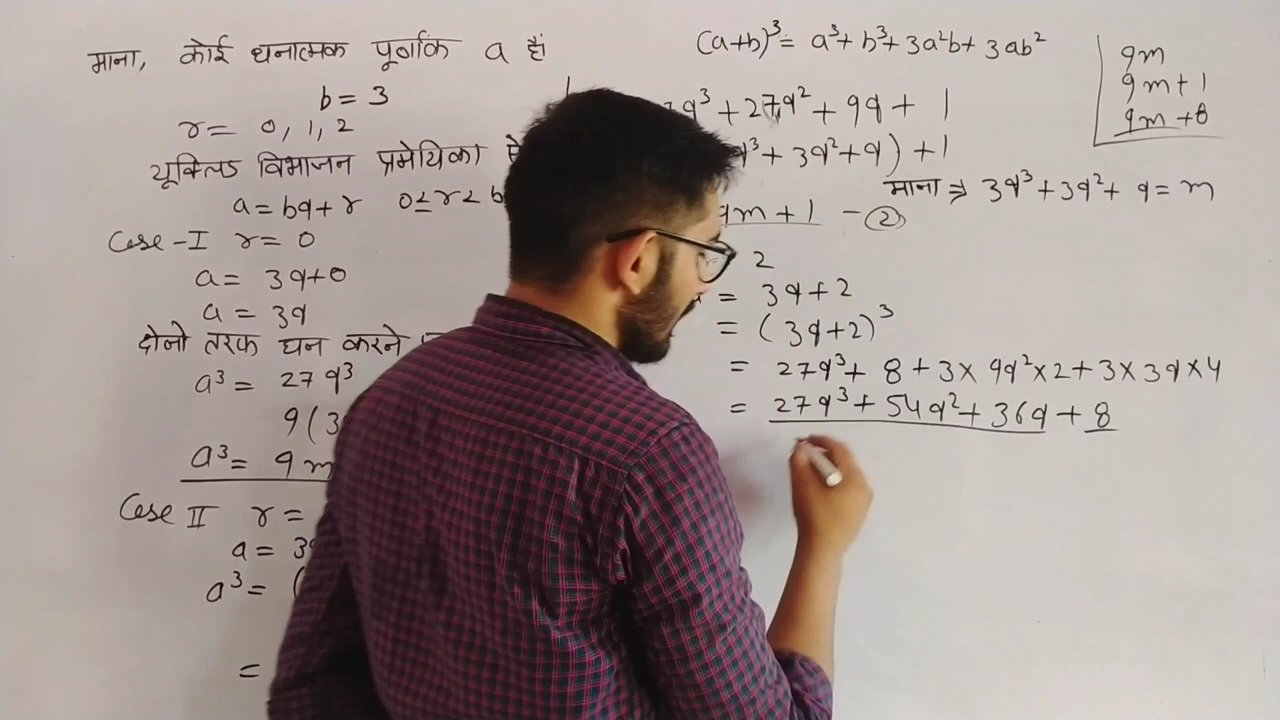 माना, कोई धनात्मक पूर्णांक a है।
b = 3
r = 0, 1, 2
यूक्लिड विभाजन प्रमेयिका से
a = bq + r 0 ≤ r < b
Case - I r = 0
a = 3q+0
a = 3q
दोनो तरफ घन करने
a³ = 27q³
9(3
a³ = 9m
Case II r =
a = 3q
a³ = (
=
(a+b)³ = a³ + b³ + 3a²b + 3ab²
q³ + 27q² + 9q + 1
q³ + 3q² + q) + 1
माना ⇒ 3q³ + 3q² + q = m
9m + 1 - ②
2
= 3q + 2
= (3q+2)³
= 27q³ + 8 + 3 × 9q² × 2 + 3 × 3q × 4
= 27q³ + 54q² + 36q + 8
9m
9m + 1
9m + 8